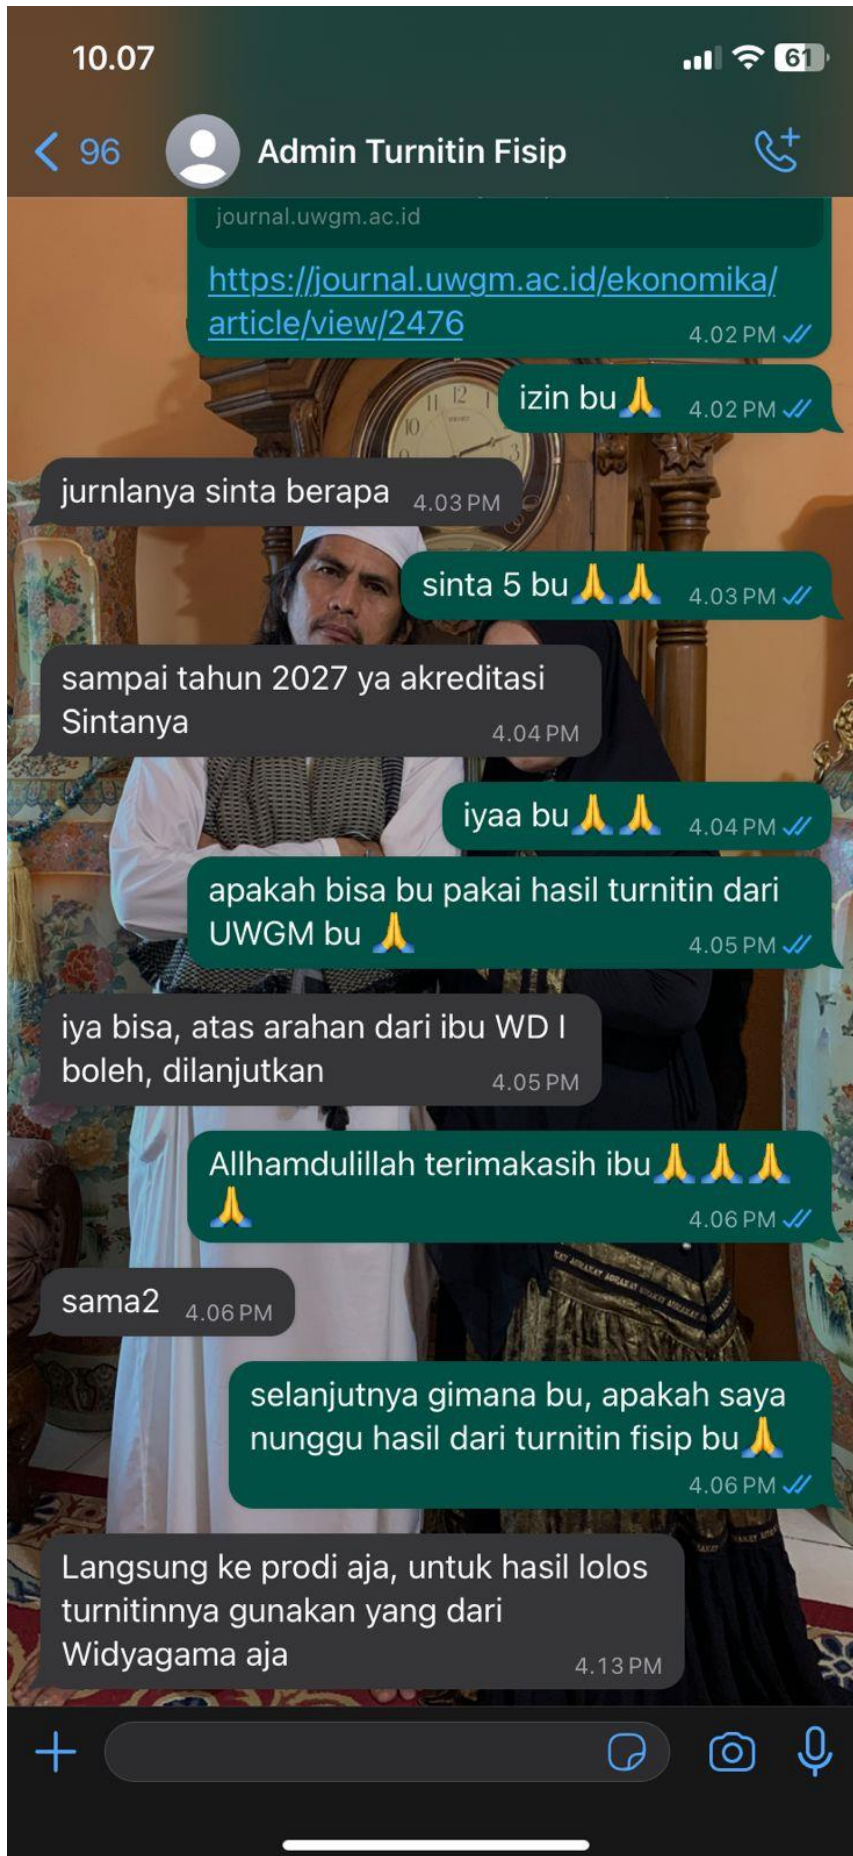 10.07
61
96
Admin Turnitin Fisip
journal.uwgm.ac.id
https://journal.uwgm.ac.id/ekonomika/
article/view/2476
4.02 PM
izin bu🙏
4.02 PM
jurnlanya sinta berapa
4.03 PM
sinta 5 bu🙏🙏
4.03 PM
sampai tahun 2027 ya akreditasi
Sintanya
4.04 PM
iyaa bu🙏🙏
4.04 PM
apakah bisa bu pakai hasil turnitin dari
UWGM bu 🙏
4.05 PM
iya bisa, atas arahan dari ibu WD I
boleh, dilanjutkan
4.05 PM
Allhamdulillah terimakasih ibu🙏🙏🙏
🙏
4.06 PM
sama2
4.06 PM
selanjutnya gimana bu, apakah saya
nunggu hasil dari turnitin fisip bu🙏
4.06 PM
Langsung ke prodi aja, untuk hasil lolos
turnitinnya gunakan yang dari
Widyagama aja
4.13 PM